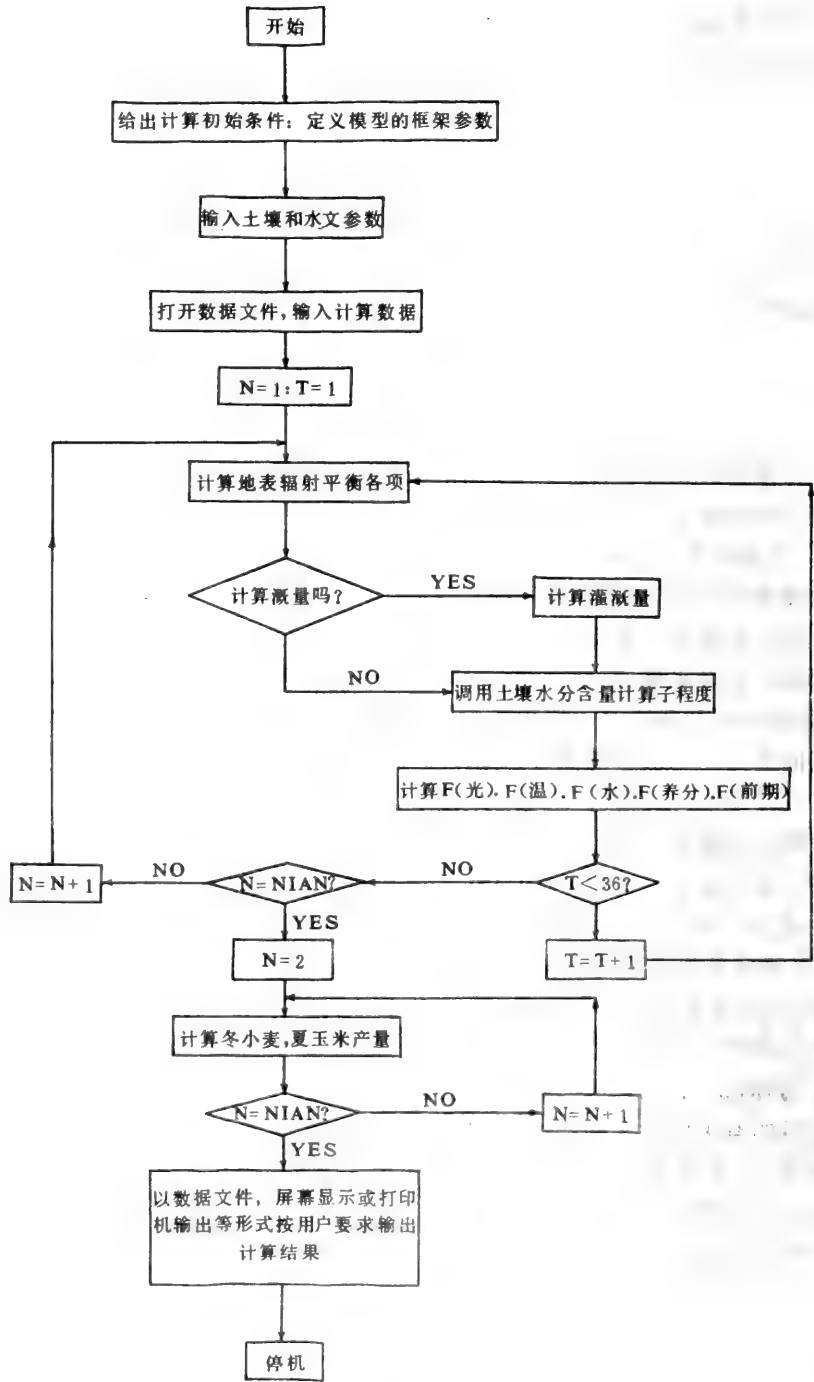 开始
给出计算初始条件：定义模型的框架参数
输入土壤和水文参数
打开数据文件，输入计算数据
N=1:T=1
计算地表辐射平衡各项
计算溉量吗？
YES
计算灌溉量
NO
调用土壤水分含量计算子程度
计算F(光)．F(温)．F(水)．F(养分)．F(前期)
T<36?
NO
N=NIAN?
NO
N=N+1
YES
N=2
T=T+1
计算冬小麦，夏玉米产量
N=NIAN?
NO
N=N+1
YES
以数据文件，屏幕显示或打印
机输出等形式按用户要求输出
计算结果
停机